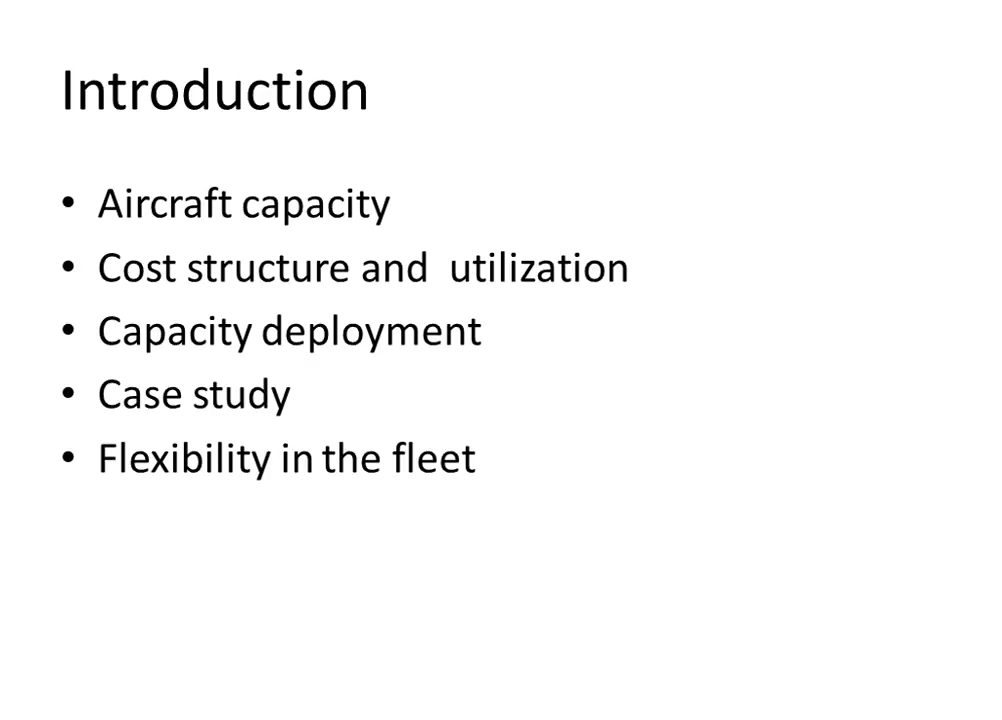 Introduction
• Aircraft capacity
• Cost structure and  utilization
• Capacity deployment
• Case study
• Flexibility in the fleet